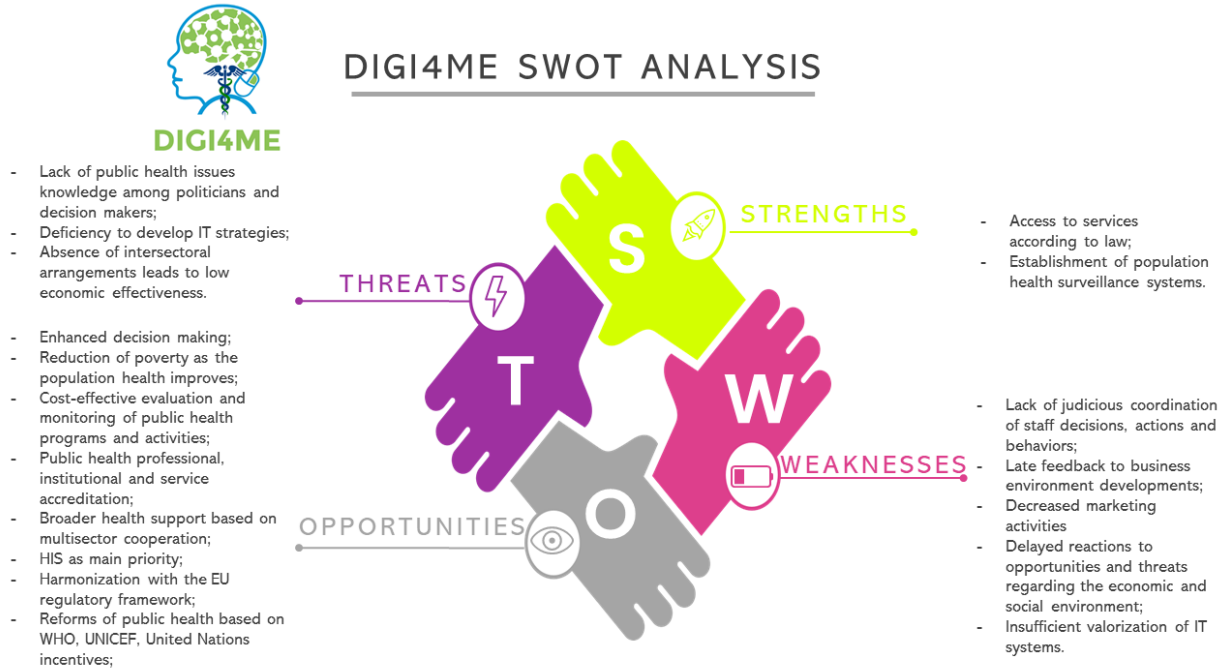 DIGI4ME SWOT ANALYSIS
DIGI4ME
- Lack of public health issues
knowledge among politicians and
decision makers;
- Deficiency to develop IT strategies;
- Absence of intersectoral
arrangements leads to low
economic effectiveness.
THREATS
T
S
STRENGTHS
- Access to services
according to law;
- Establishment of population
health surveillance systems.
- Enhanced decision making;
- Reduction of poverty as the
population health improves;
- Cost-effective evaluation and
monitoring of public health
programs and activities;
- Public health professional,
institutional and service
accreditation;
- Broader health support based on
multisector cooperation;
- HIS as main priority;
- Harmonization with the EU
regulatory framework;
- Reforms of public health based on
WHO, UNICEF, United Nations
incentives;
OPPORTUNITIES
O
W
WEAKNESSES
- Lack of judicious coordination
of staff decisions, actions and
behaviors;
- Late feedback to business
environment developments;
- Decreased marketing
activities
- Delayed reactions to
opportunities and threats
regarding the economic and
social environment;
- Insufficient valorization of IT
systems.